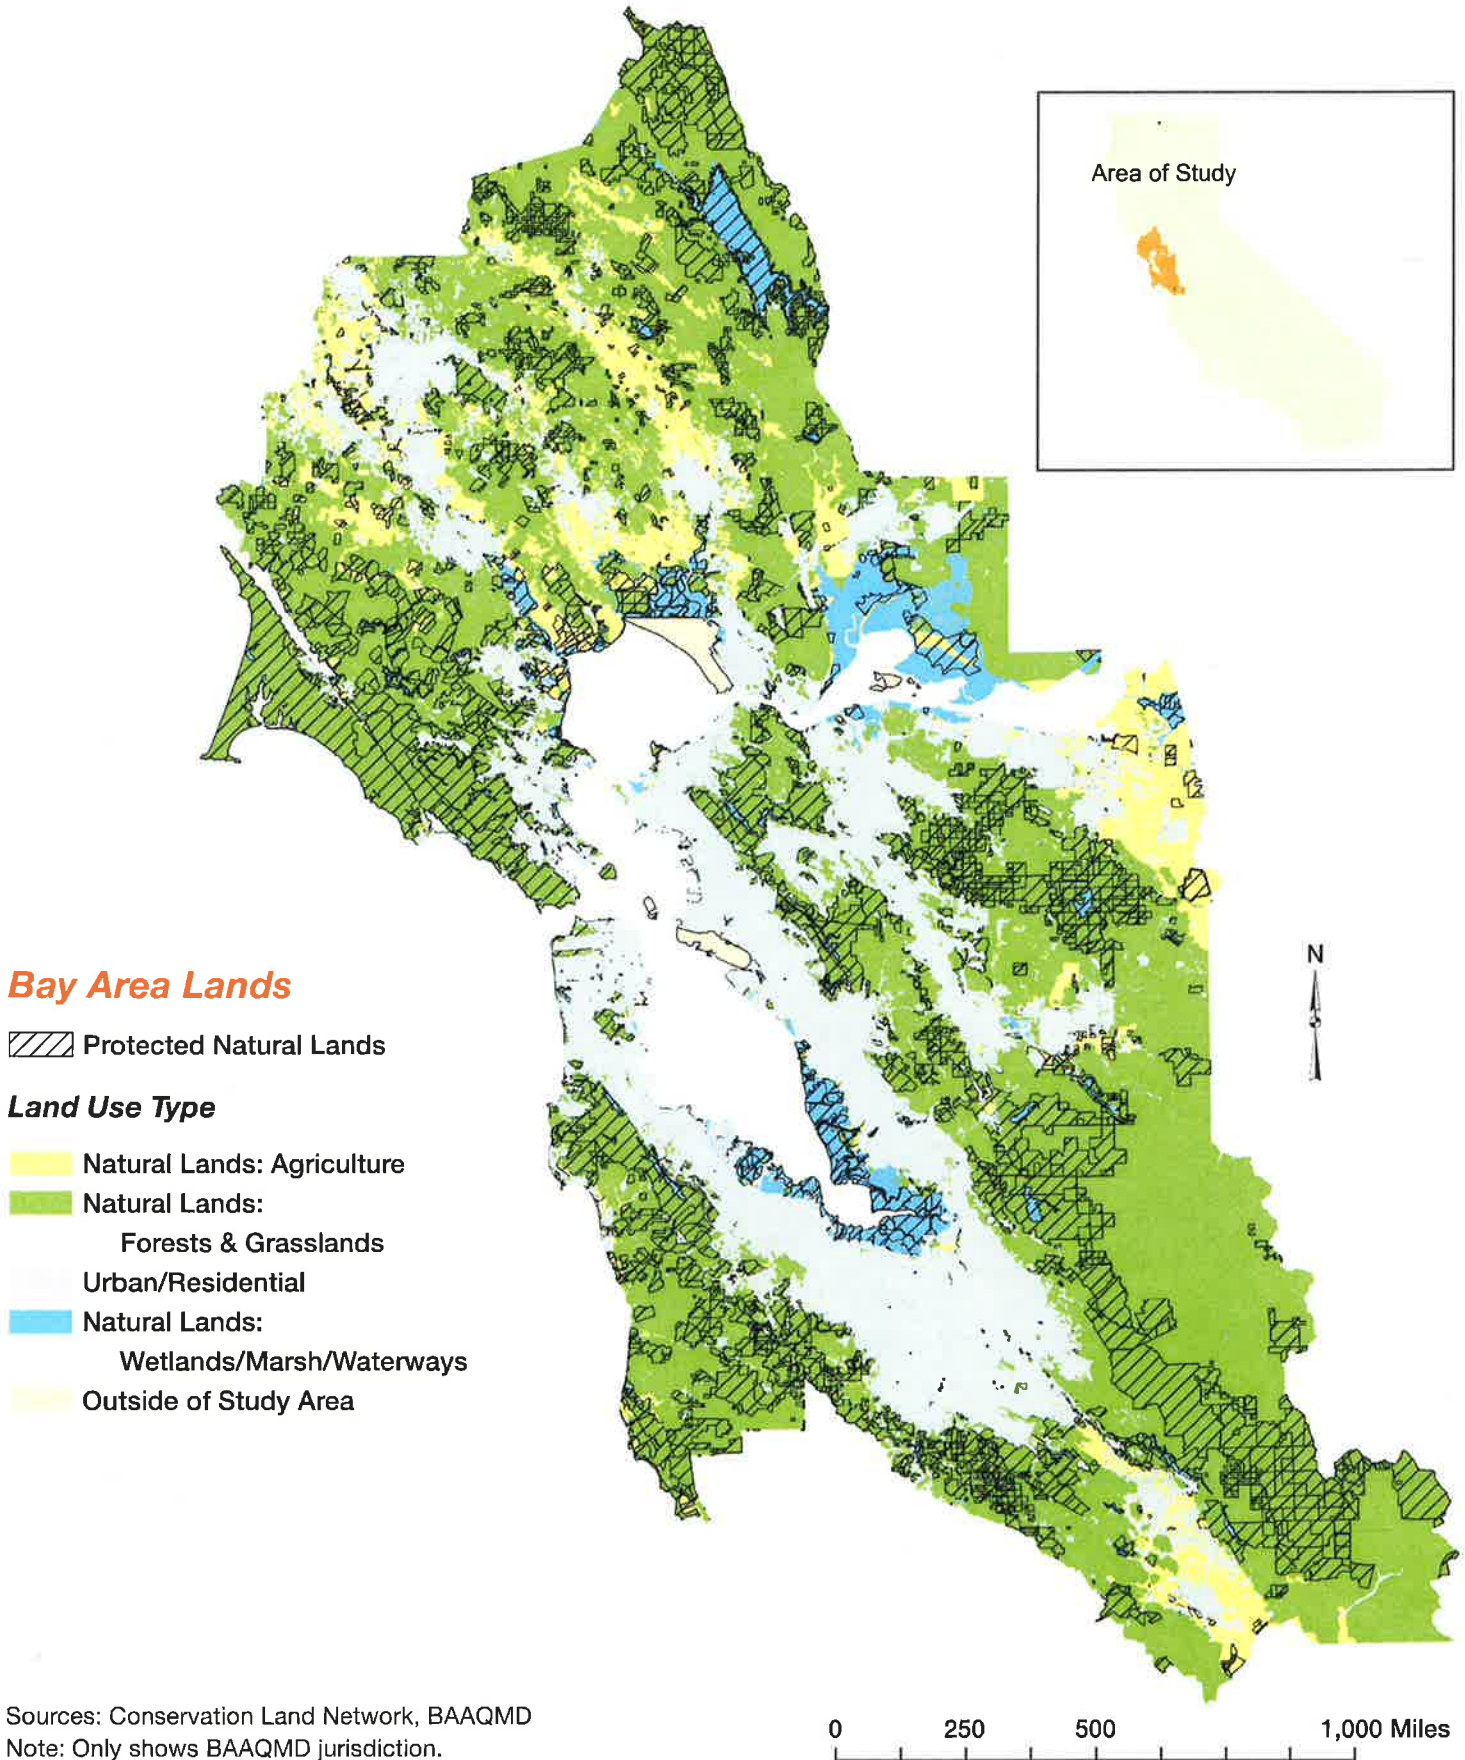 Area of Study
N
Bay Area Lands
Protected Natural Lands
Land Use Type
Natural Lands: Agriculture
Natural Lands:
Forests & Grasslands
Urban/Residential
Natural Lands:
Wetlands/Marsh/Waterways
Outside of Study Area
Sources: Conservation Land Network, BAAQMD
Note: Only shows BAAQMD jurisdiction.
0 250 500 1,000 Miles